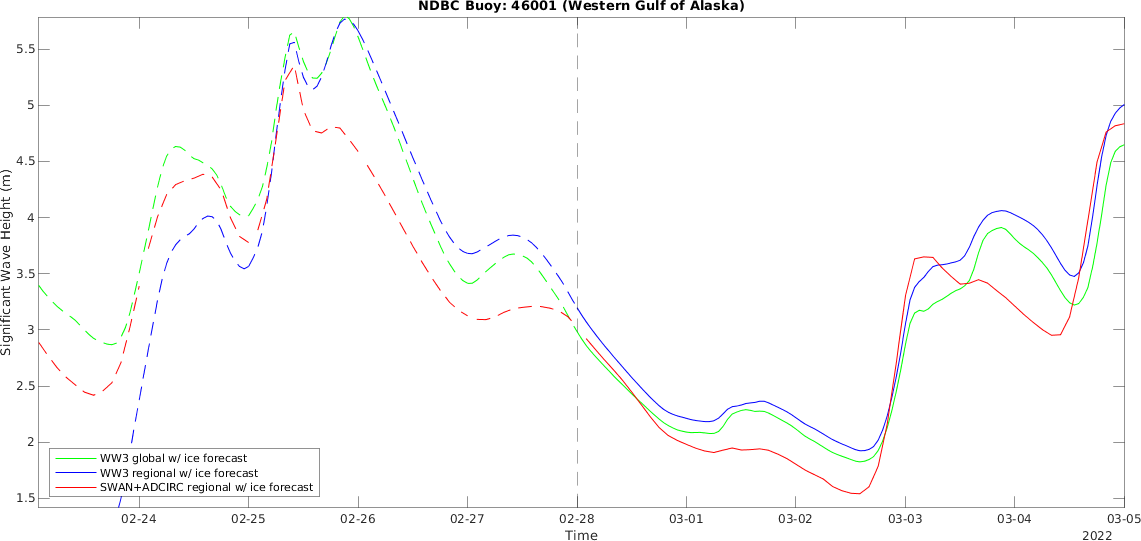 NDBC Buoy: 46001 (Western Gulf of Alaska)
Significant Wave Height (m)
5.5
5
4.5
4
3.5
3
2.5
2
1.5
WW3 global w/ ice forecast
WW3 regional w/ ice forecast
SWAN+ADCIRC regional w/ ice forecast
02-24 02-25 02-26 02-27 02-28 03-01 03-02 03-03 03-04 03-05
Time
2022